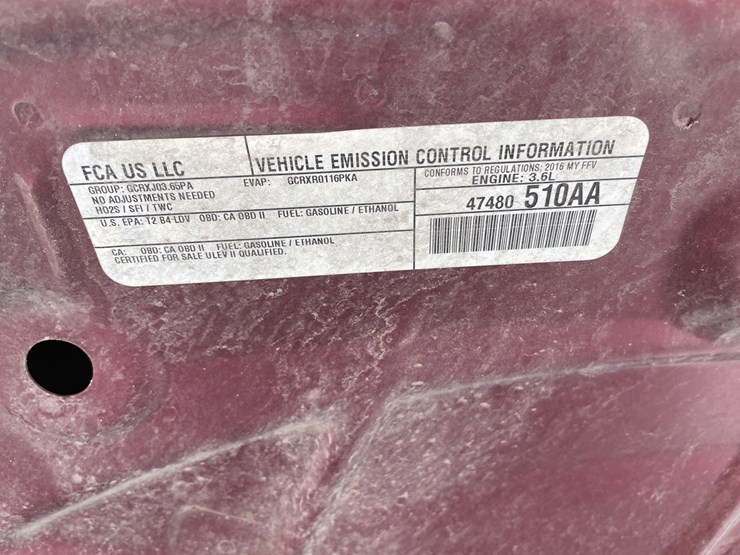 FCA US LLC
VEHICLE EMISSION CONTROL INFORMATION
GROUP: GCRXJ03.65PA EVAP: GCRXR0116PKA
NO ADJUSTMENTS NEEDED
HO2S / SFI / TWC
U.S. EPA: T2 B4-LDV OBD: CA OBD II FUEL: GASOLINE / ETHANOL
CA: OBD: CA OBD II FUEL: GASOLINE / ETHANOL
CERTIFIED FOR SALE ULEV II QUALIFIED.
CONFORMS TO REGULATIONS: 2016 MY FFV
ENGINE: 3.6L
47480 510AA